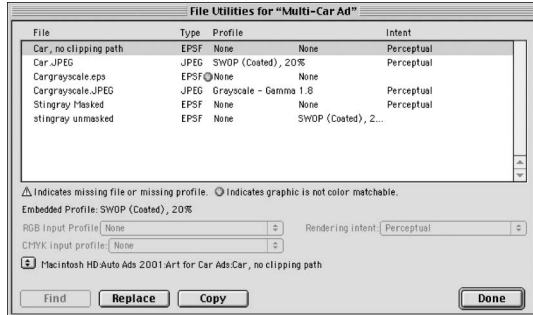 File Utilities for "Multi-Car Ad"
File Type Profile Intent
Car, no clipping path EPSF None None Perceptual
Car.JPEG JPEG SWOP (Coated), 20% Perceptual
Cargrayscale.eps EPSF None None
Cargrayscale.JPEG JPEG Grayscale - Gamma 1.8 Perceptual
Stingray Masked EPSF None None Perceptual
stingray unmasked EPSF None SWOP (Coated), 2...
Indicates missing file or missing profile. Indicates graphic is not color matchable.
Embedded Profile: SWOP (Coated), 20%
RGB Input Profile None Rendering intent: Perceptual
CMYK input profile: None
Macintosh HD:Auto Ads 2001:Art for Car Ads:Car, no clipping path
Find Replace Copy Done